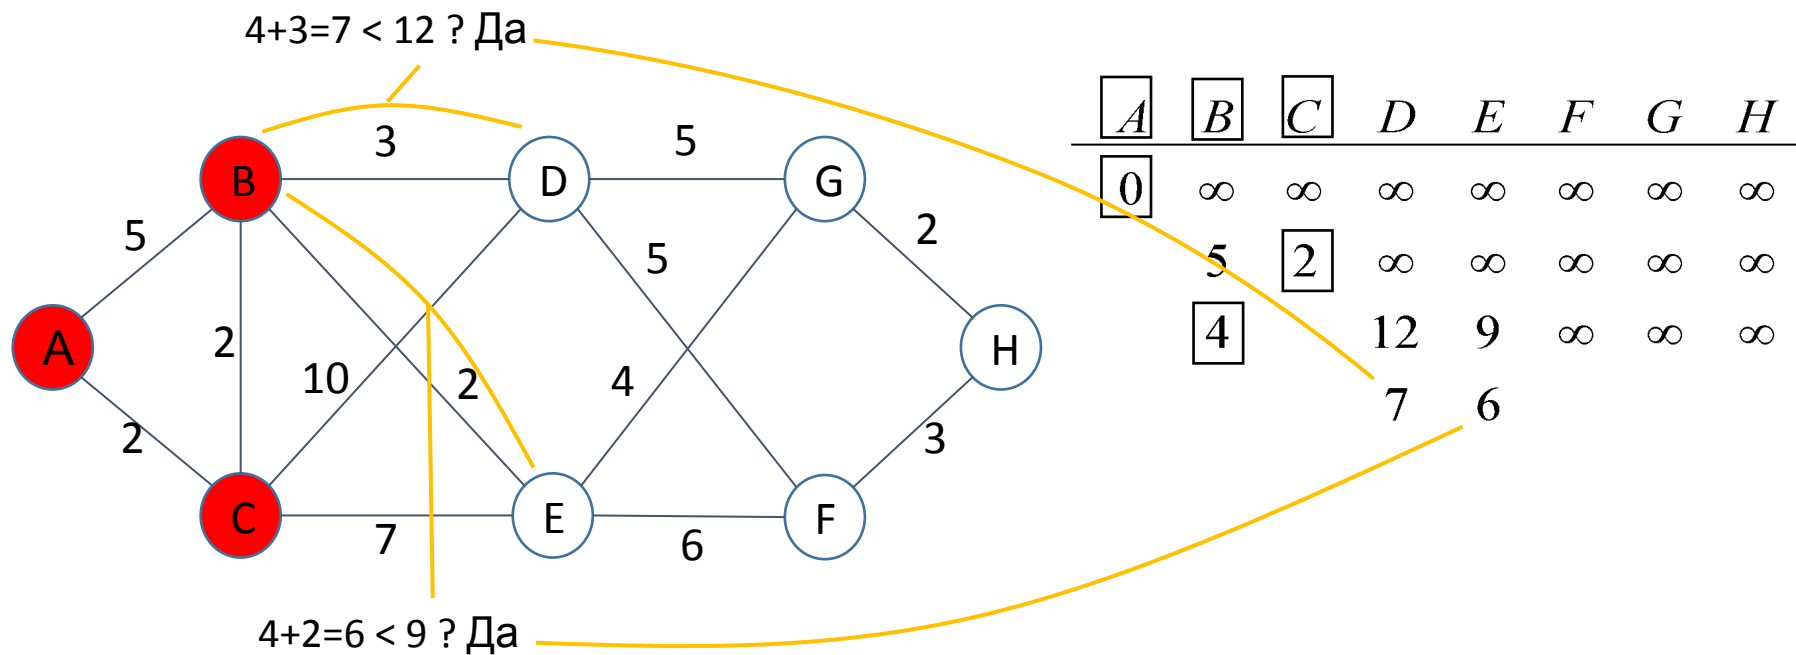 4+3=7 < 12 ? Да
A B C D E F G H
0 ∞ ∞ ∞ ∞ ∞ ∞ ∞
5 2 ∞ ∞ ∞ ∞ ∞
4 12 9 ∞ ∞ ∞
7 6
3 5
B D G
5 5 2
2
A H
10 2 4
2 3
C E F
7 6
4+2=6 < 9 ? Да